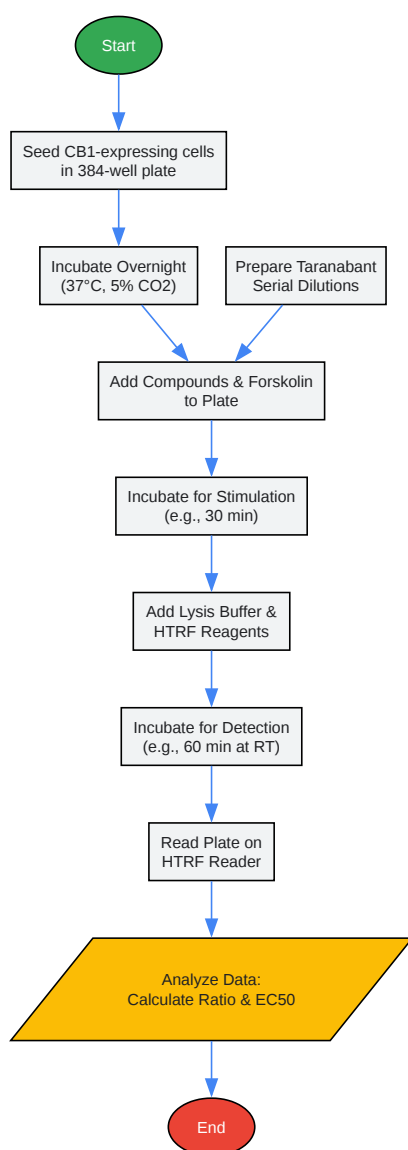 Start
Seed CB1-expressing cells
in 384-well plate
Incubate Overnight
(37°C, 5% CO2)
Prepare Taranabant
Serial Dilutions
Add Compounds & Forskolin
to Plate
Incubate for Stimulation
(e.g., 30 min)
Add Lysis Buffer &
HTRF Reagents
Incubate for Detection
(e.g., 60 min at RT)
Read Plate on
HTRF Reader
Analyze Data:
Calculate Ratio & EC50
End